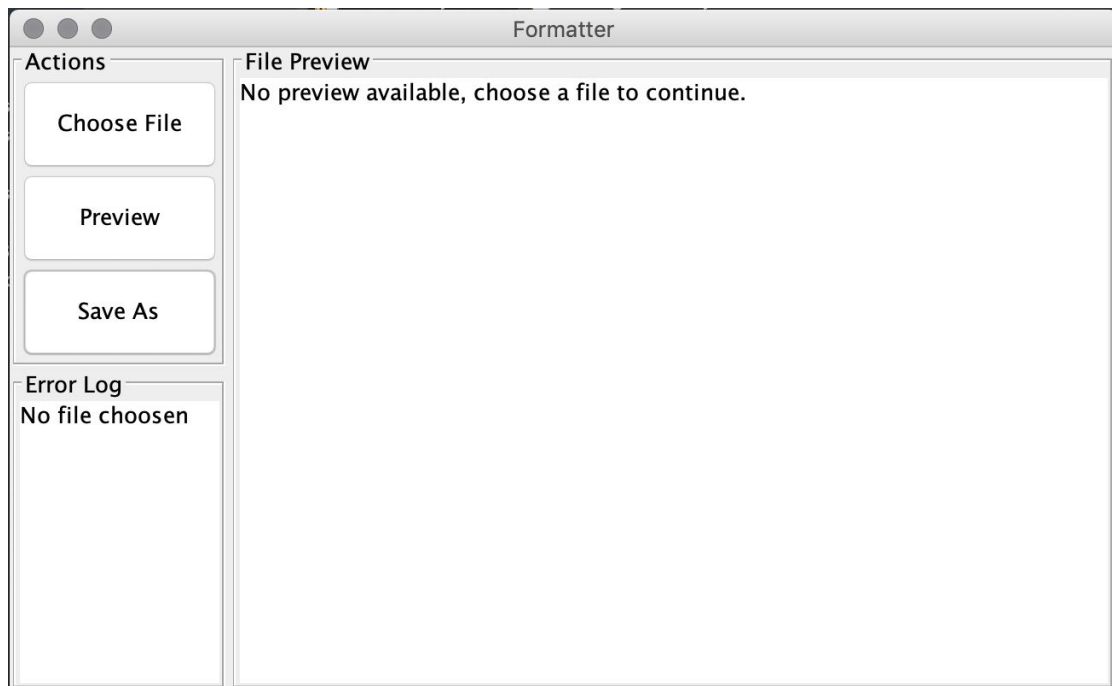 Formatter
Actions
Choose File
Preview
Save As
Error Log
No file choosen
File Preview
No preview available, choose a file to continue.